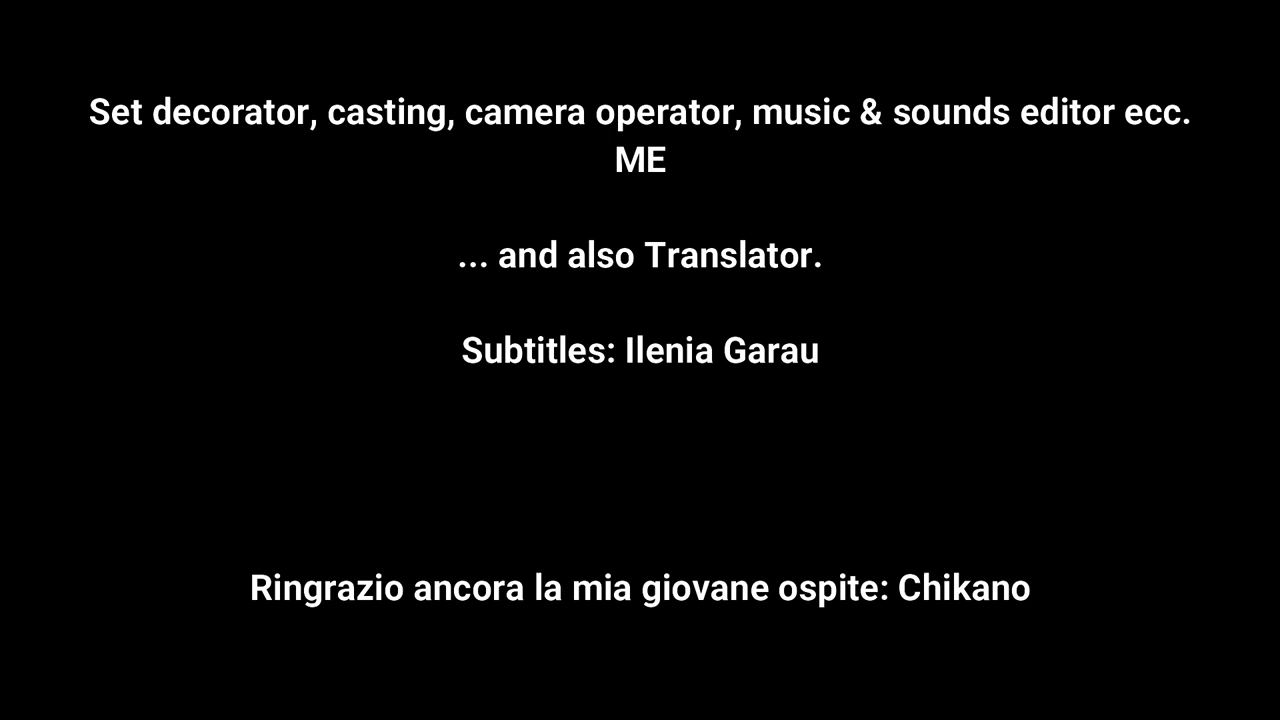 Set decorator, casting, camera operator, music & sounds editor ecc.
ME
... and also Translator.
Subtitles: Ilenia Garau
Ringrazio ancora la mia giovane ospite: Chikano